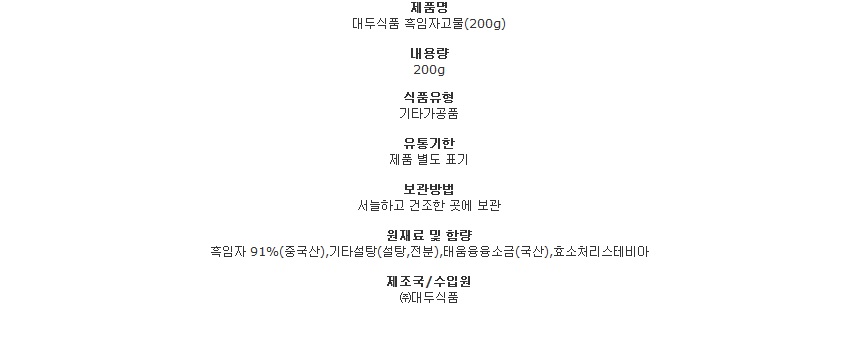 제품명
대두식품 흑임자고물(200g)
내용량
200g
식품유형
기타가공품
유통기한
제품 별도 표기
보관방법
서늘하고 건조한 곳에 보관
원재료 및 함량
흑임자 91%(중국산),기타설탕(설탕,전분),태움융용소금(국산),효소처리스테비아
제조국/수입원
㈜대두식품